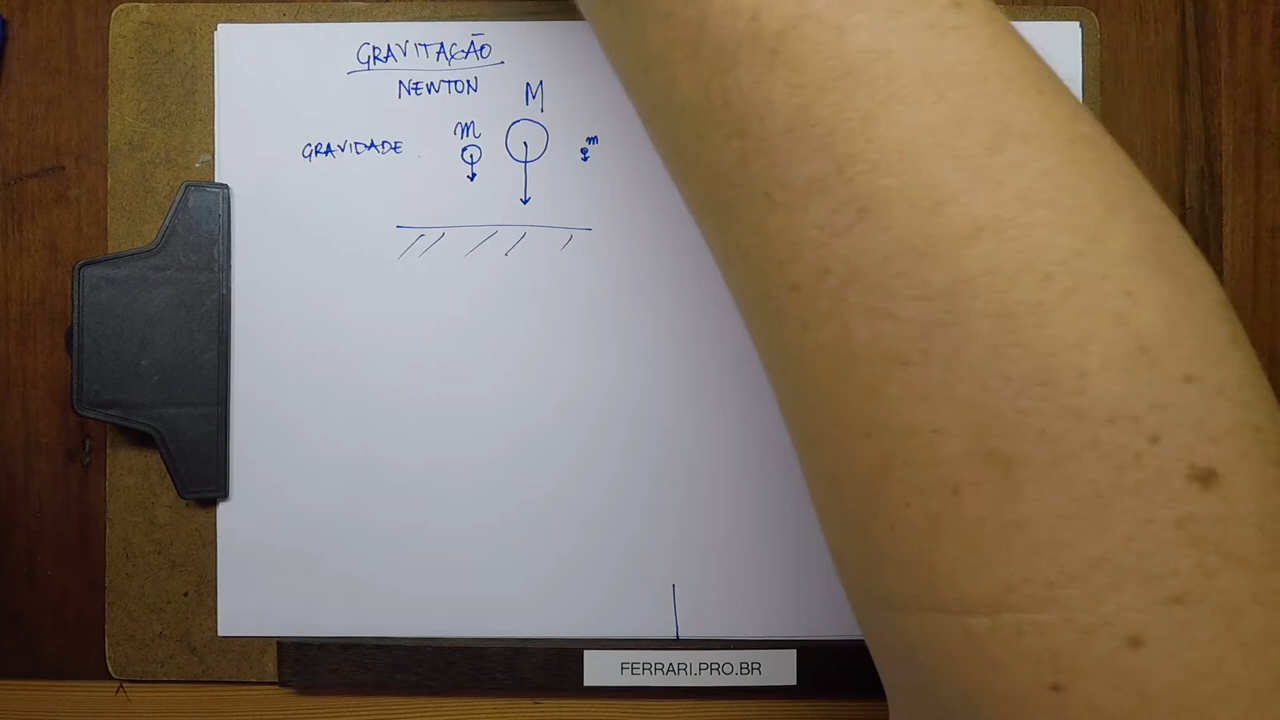 GRAVITAÇÃO
NEWTON
M
m
m
GRAVIDADE
FERRARI.PRO.BR